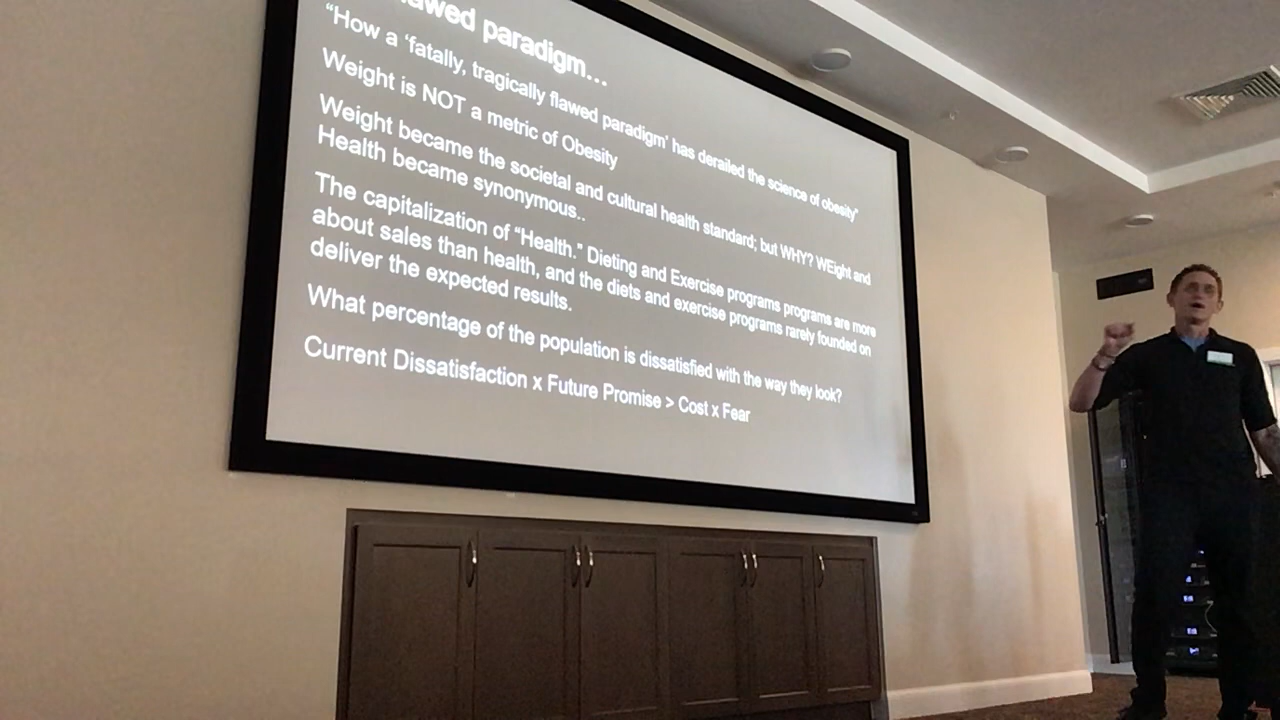 flawed paradigm...
“How a ‘fatally, tragically flawed paradigm’ has derailed the science of obesity”
Weight is NOT a metric of Obesity
Weight became the societal and cultural health standard; but WHY? WEight and
Health became synonymous..
The capitalization of “Health.” Dieting and Exercise programs programs are more
about sales than health, and the diets and exercise programs rarely founded on
deliver the expected results.
What percentage of the population is dissatisfied with the way they look?
Current Dissatisfaction x Future Promise > Cost x Fear